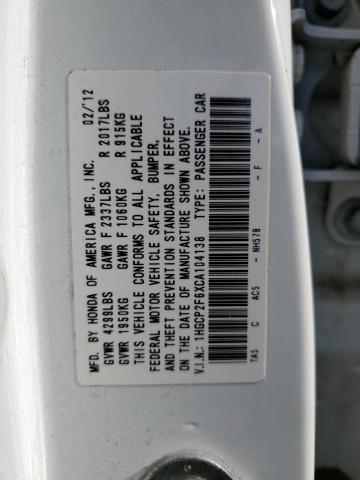 MFD. BY HONDA OF AMERICA MFG., INC. 02/'12
GVWR 4299LBS GAWR F 2337LBS R 2017LBS
GVWR 1950KG GAWR F 1060KG R 915KG
THIS VEHICLE CONFORMS TO ALL APPLICABLE
FEDERAL MOTOR VEHICLE SAFETY, BUMPER,
AND THEFT PREVENTION STANDARDS IN EFFECT
ON THE DATE OF MANUFACTURE SHOWN ABOVE.
V.I.N.: 1HGCP2F6XCA104138 TYPE: PASSENGER CAR
TA5 C AC5 - NH578 - F - A